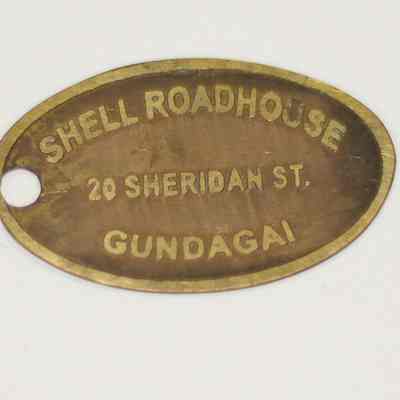 SHELL ROADHOUSE
20 SHERIDAN ST.
GUNDAGAI